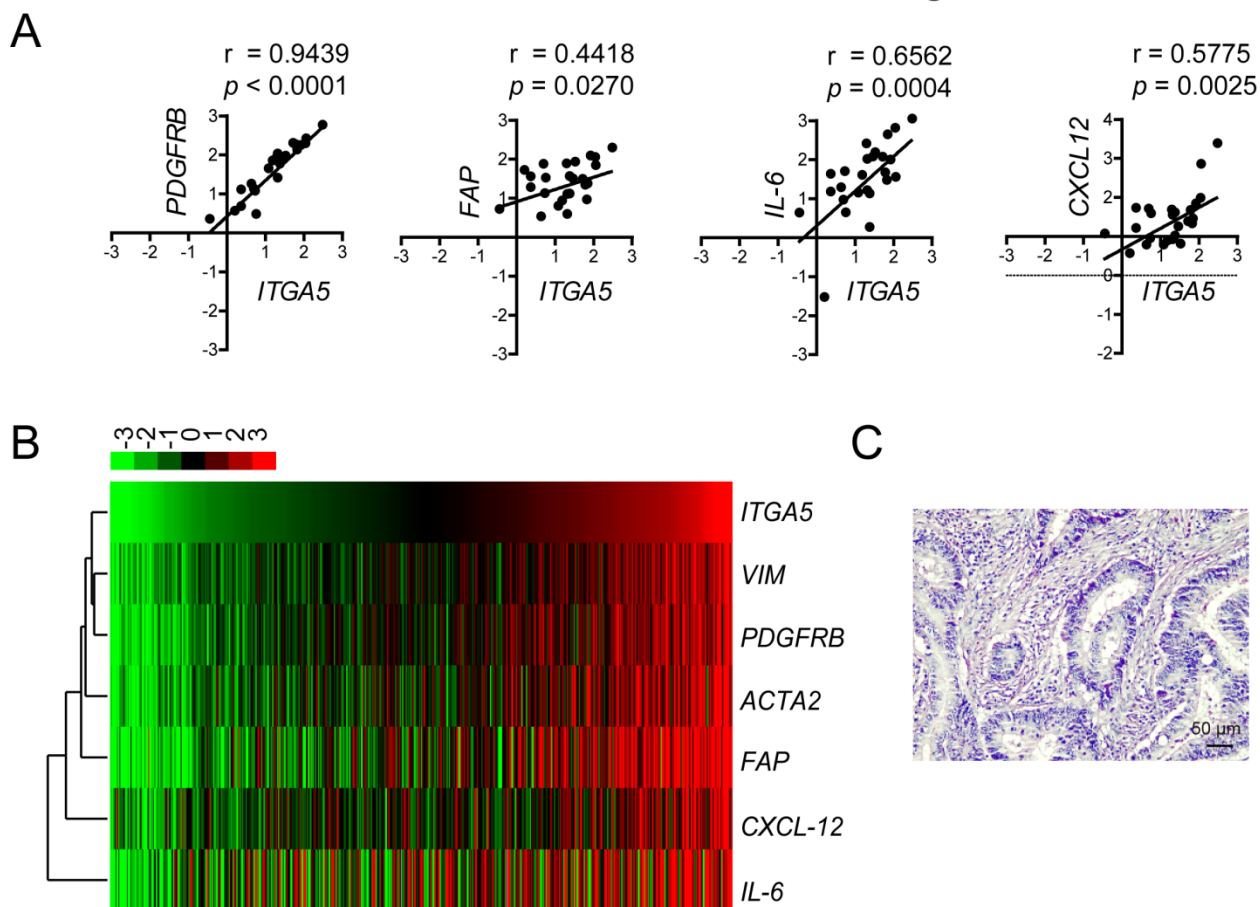 A
r = 0.9439
p < 0.0001
PDGFRB
3
2
1
-3 -2 -1 1 2 3
-1
-2
-3
ITGA5
r = 0.4418
p = 0.0270
FAP
3
2
1
-3 -2 -1 1 2 3
-1
-2
-3
ITGA5
r = 0.6562
p = 0.0004
IL-6
3
2
1
-3 -2 -1 1 2 3
-1
-2
-3
ITGA5
r = 0.5775
p = 0.0025
CXCL12
4
3
2
-3 -2 -1 1 2 3
0
-1
-2
ITGA5
B
-3 -2 -1 0 1 2 3
ITGA5
VIM
PDGFRB
ACTA2
FAP
CXCL-12
IL-6
C
50 µm